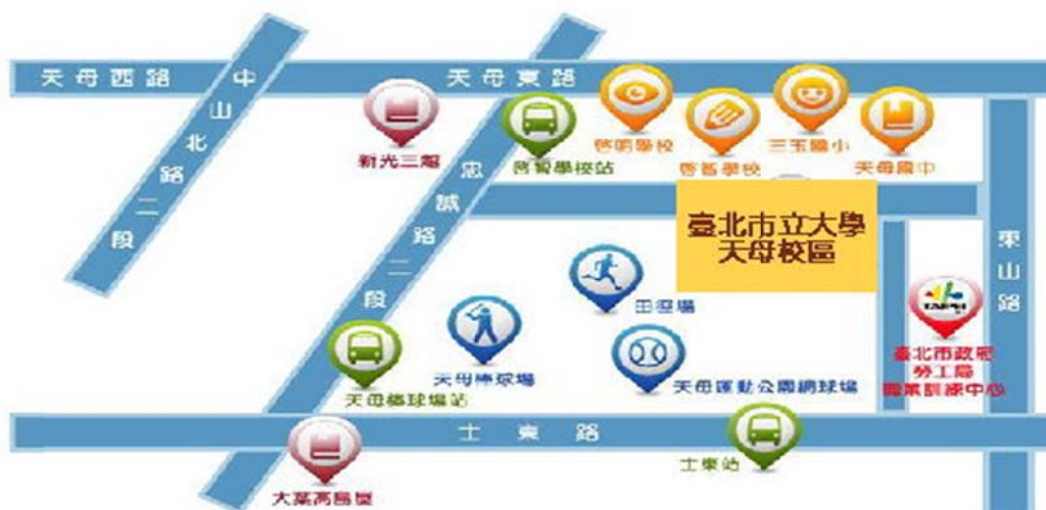 天母西路
中山北路二段
天母東路
新光三越
忠誠路二段
啓智學校站
啓明學校
啓智學校
三玉國小
天母國中
臺北市立大學
天母校區
東山路
田徑場
天母棒球場
天母運動公園網球場
臺北市政府
勞工局
職業訓練中心
天母棒球場站
士東路
士東站
大葉高島屋